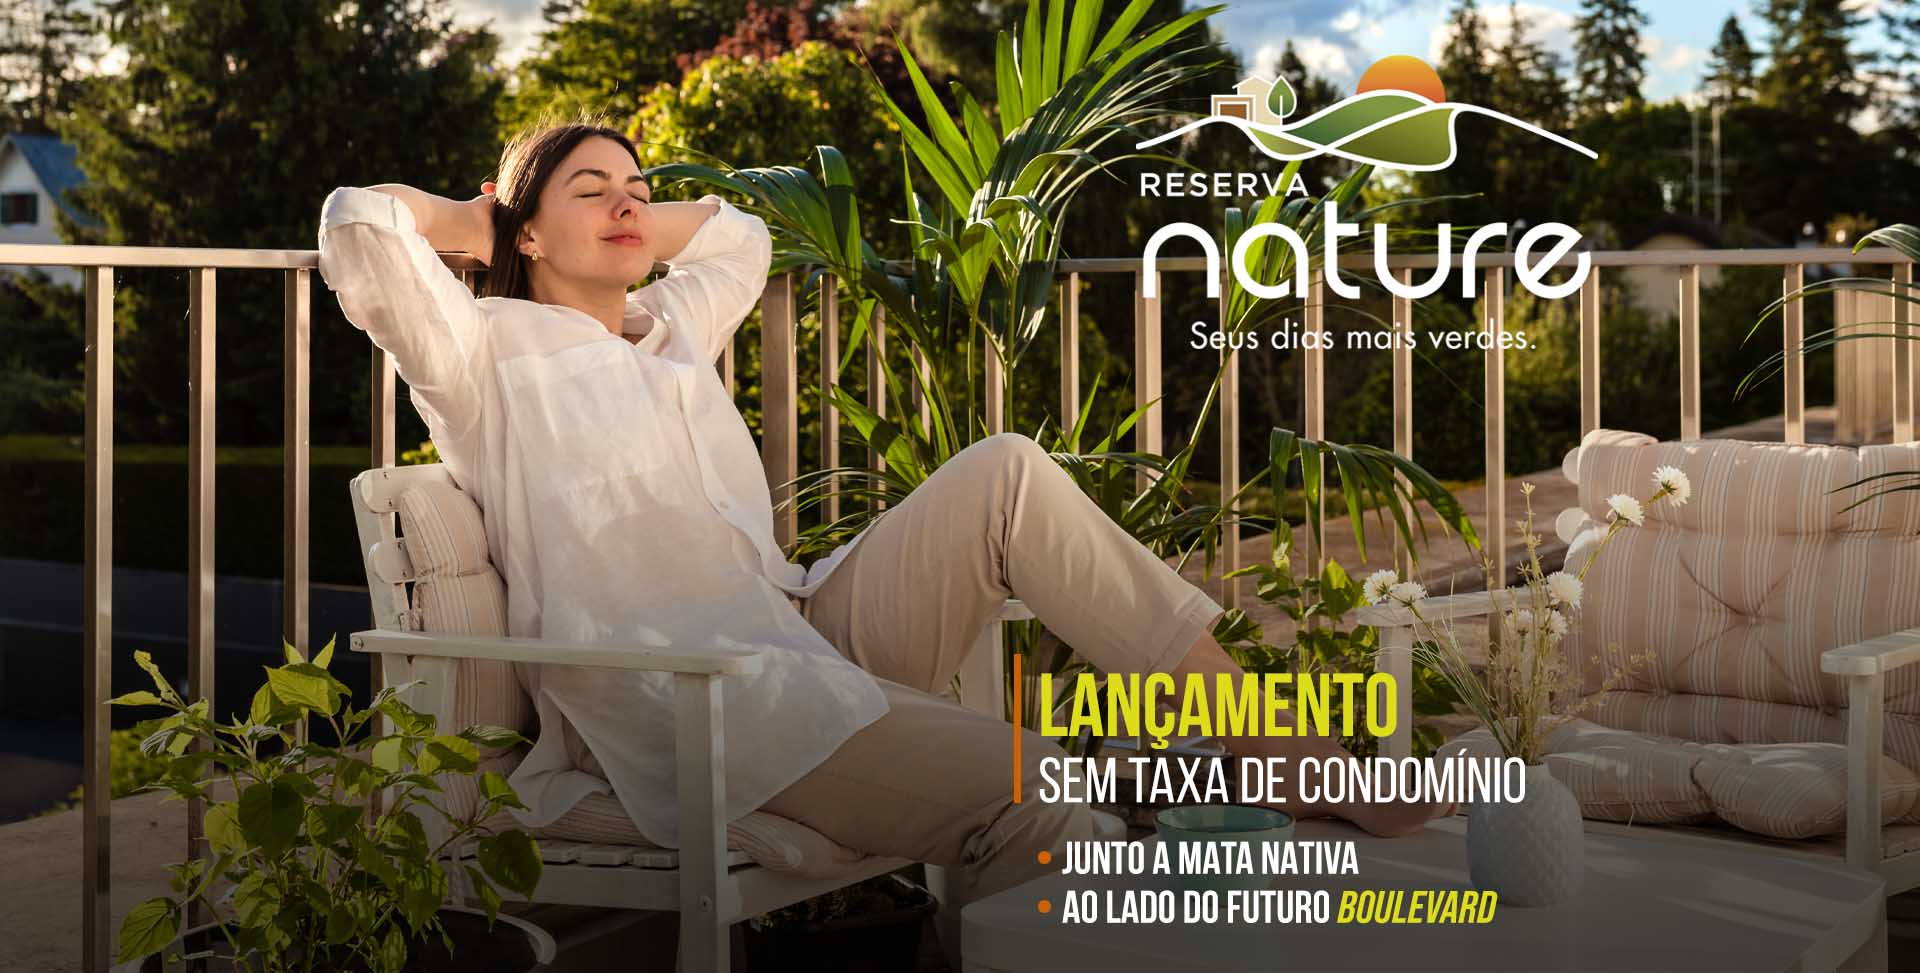 RESERVA
nature
Seus dias mais verdes.
LANÇAMENTO
SEM TAXA DE CONDOMÍNIO
• JUNTO A MATA NATIVA
• AO LADO DO FUTURO BOULEVARD